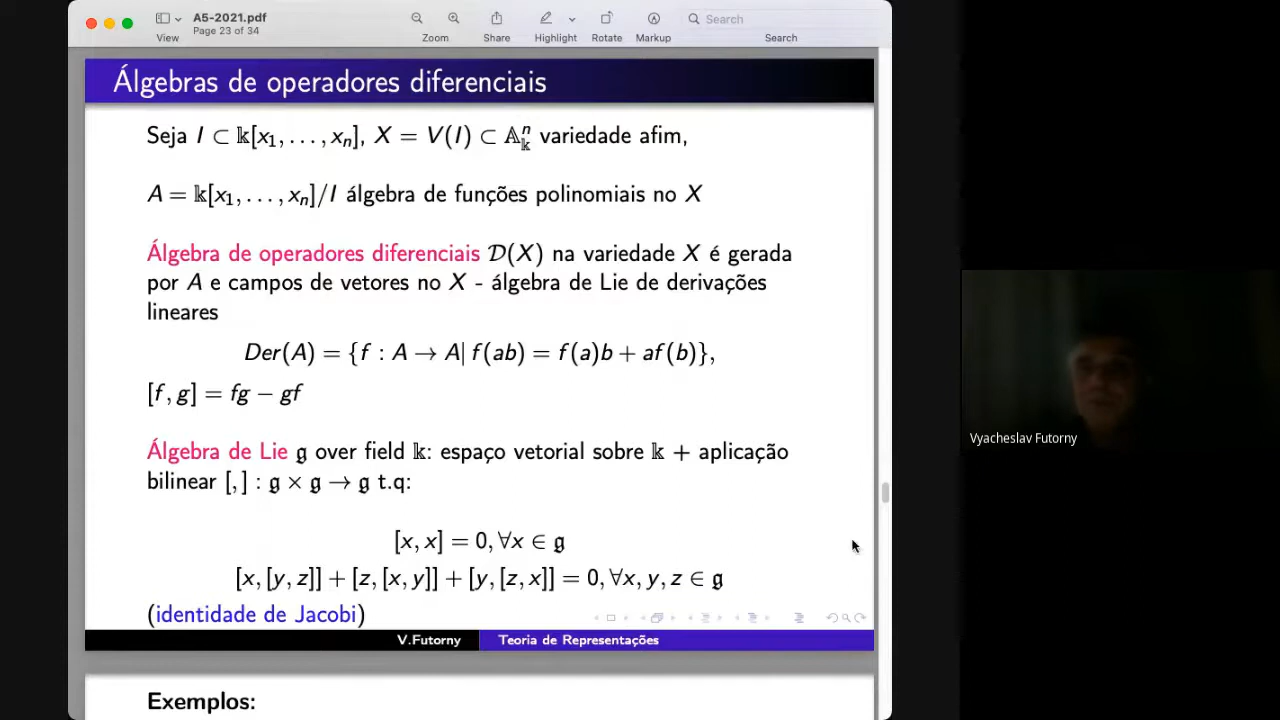 A5-2021.pdf
Page 23 of 34
View
Zoom
Share
Highlight
Rotate
Markup
Search
Search
Álgebras de operadores diferenciais
Seja I ⊂ 𝕜[x₁, . . . , xₙ], X = V(I) ⊂ 𝔸ⁿ_𝕜 variedade afim,
A = 𝕜[x₁, . . . , xₙ]/I álgebra de funções polinomiais no X
Álgebra de operadores diferenciais 𝒟(X) na variedade X é gerada
por A e campos de vetores no X - álgebra de Lie de derivações
lineares
Der(A) = {f : A → A| f(ab) = f(a)b + af(b)},
[f, g] = fg − gf
Álgebra de Lie 𝔤 over field 𝕜: espaço vetorial sobre 𝕜 + aplicação
bilinear [,] : 𝔤 × 𝔤 → 𝔤 t.q:
[x, x] = 0, ∀x ∈ 𝔤
[x, [y, z]] + [z, [x, y]] + [y, [z, x]] = 0, ∀x, y, z ∈ 𝔤
(identidade de Jacobi)
V.Futorny
Teoria de Representações
Exemplos:
Vyacheslav Futorny